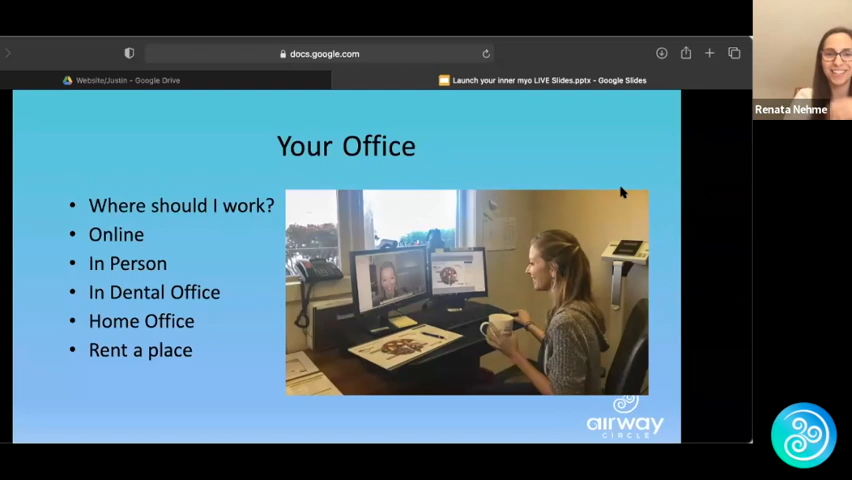 docs.google.com
Website/Justin – Google Drive
Launch your inner myo LIVE Slides.pptx - Google Slides
Renata Nehme
Your Office
• Where should I work?
• Online
• In Person
• In Dental Office
• Home Office
• Rent a place
airway
CIRCLE